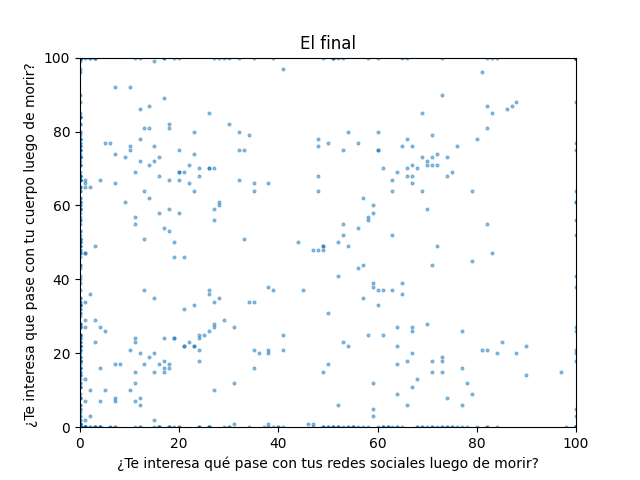 El final
¿Te interesa que pase con tu cuerpo luego de morir?
100
80
60
40
20
0
0 20 40 60 80 100
¿Te interesa qué pase con tus redes sociales luego de morir?